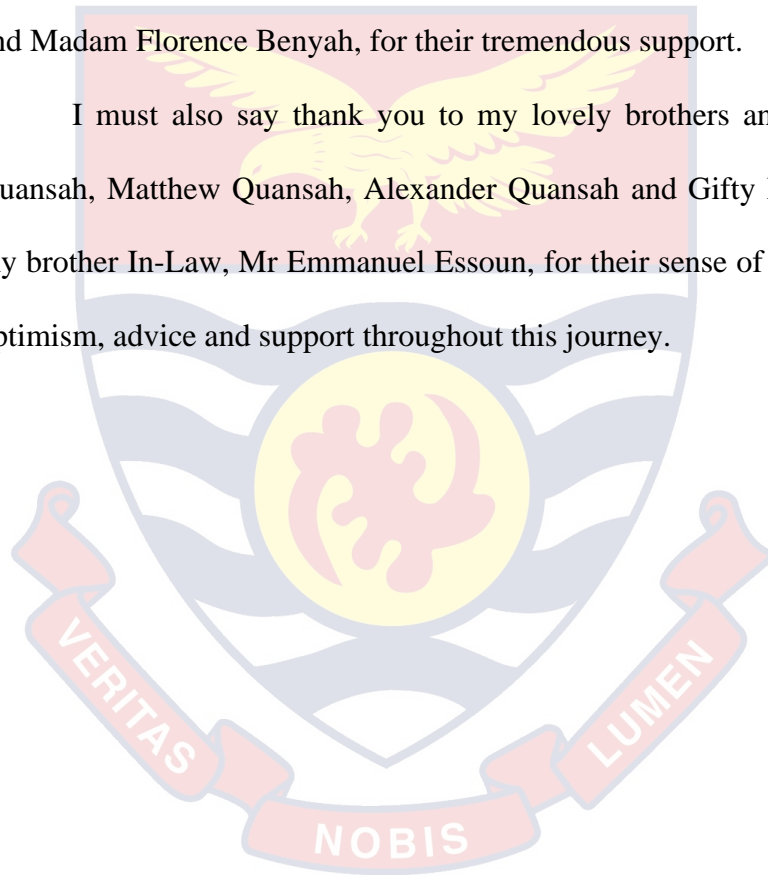 nd Madam Florence Benyah, for their tremendous support.
I must also say thank you to my lovely brothers an
uansah, Matthew Quansah, Alexander Quansah and Gifty
y brother In-Law, Mr Emmanuel Essoun, for their sense of
ptimism, advice and support throughout this journey.
VERITAS
NOBIS
LUMEN